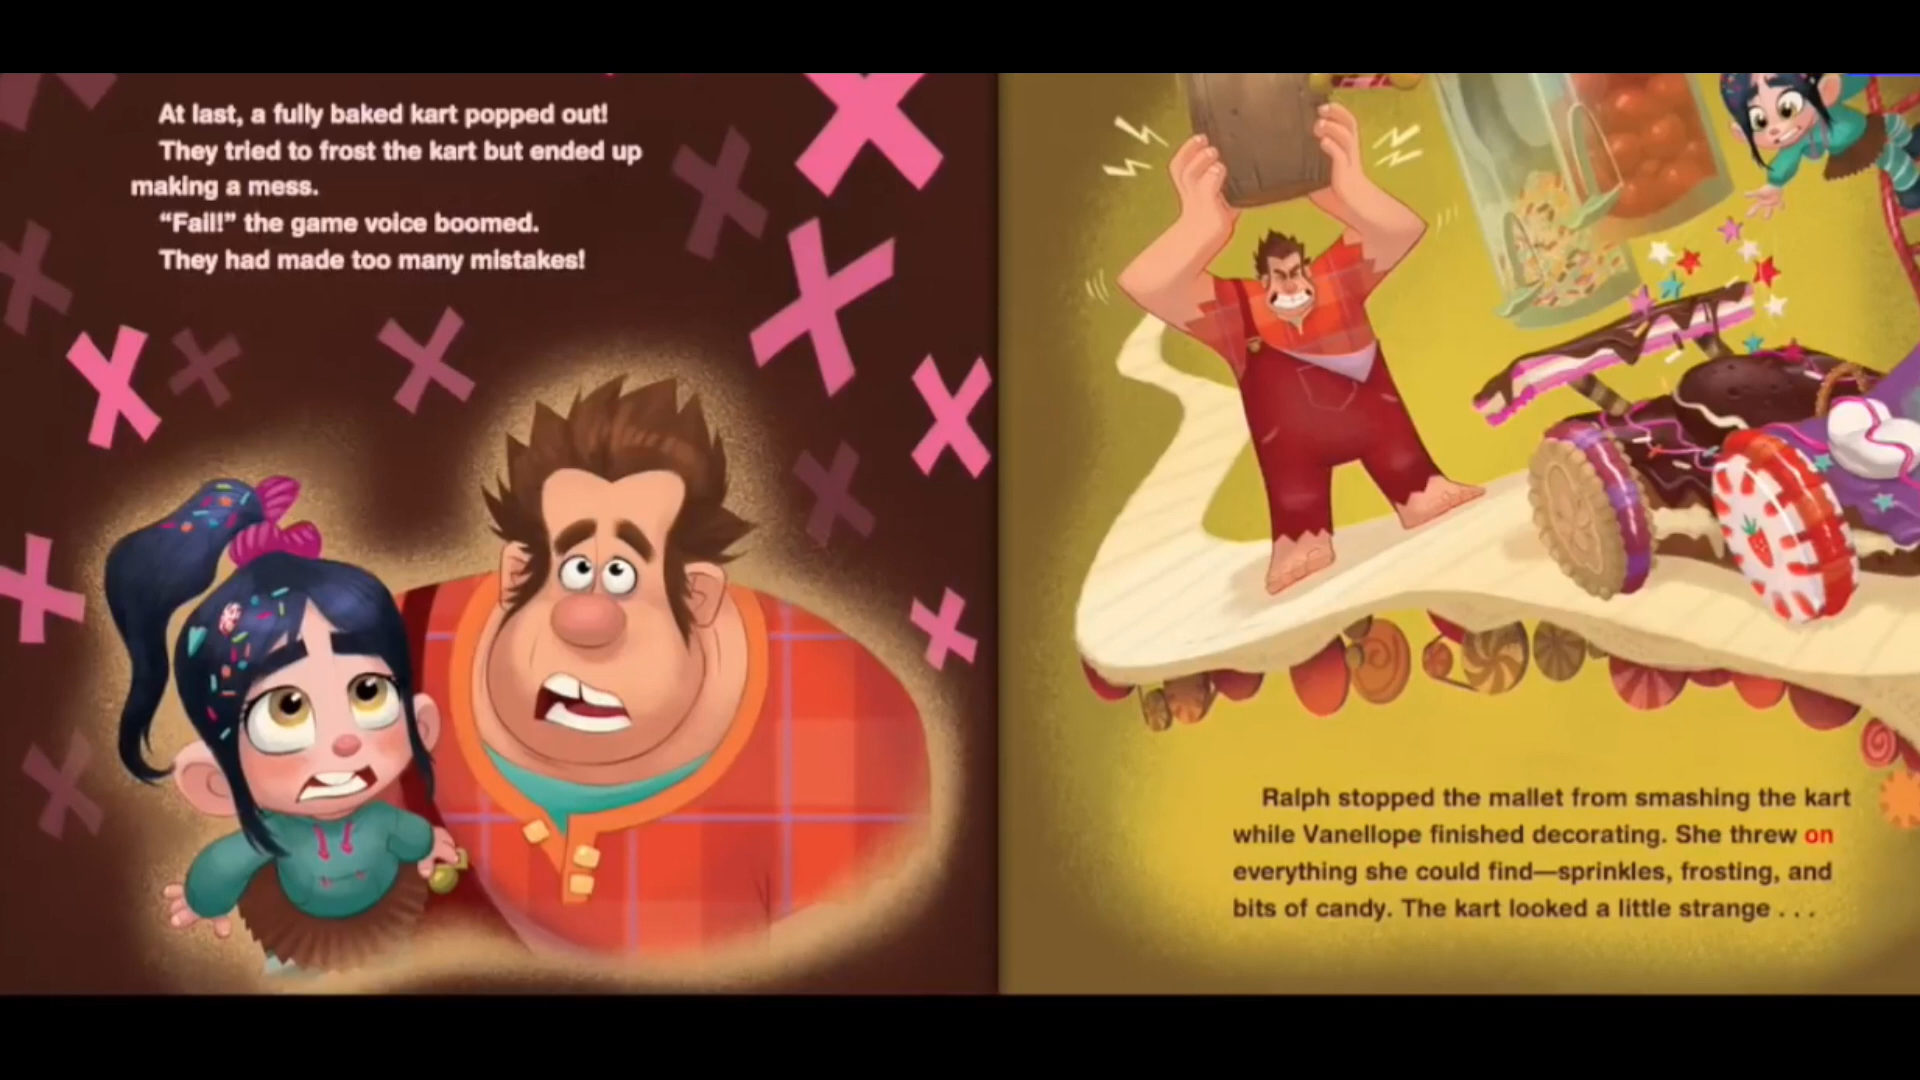 At last, a fully baked kart popped out!
They tried to frost the kart but ended up
making a mess.
“Fail!” the game voice boomed.
They had made too many mistakes!
Ralph stopped the mallet from smashing the kart
while Vanellope finished decorating. She threw on
everything she could find—sprinkles, frosting, and
bits of candy. The kart looked a little strange . . .